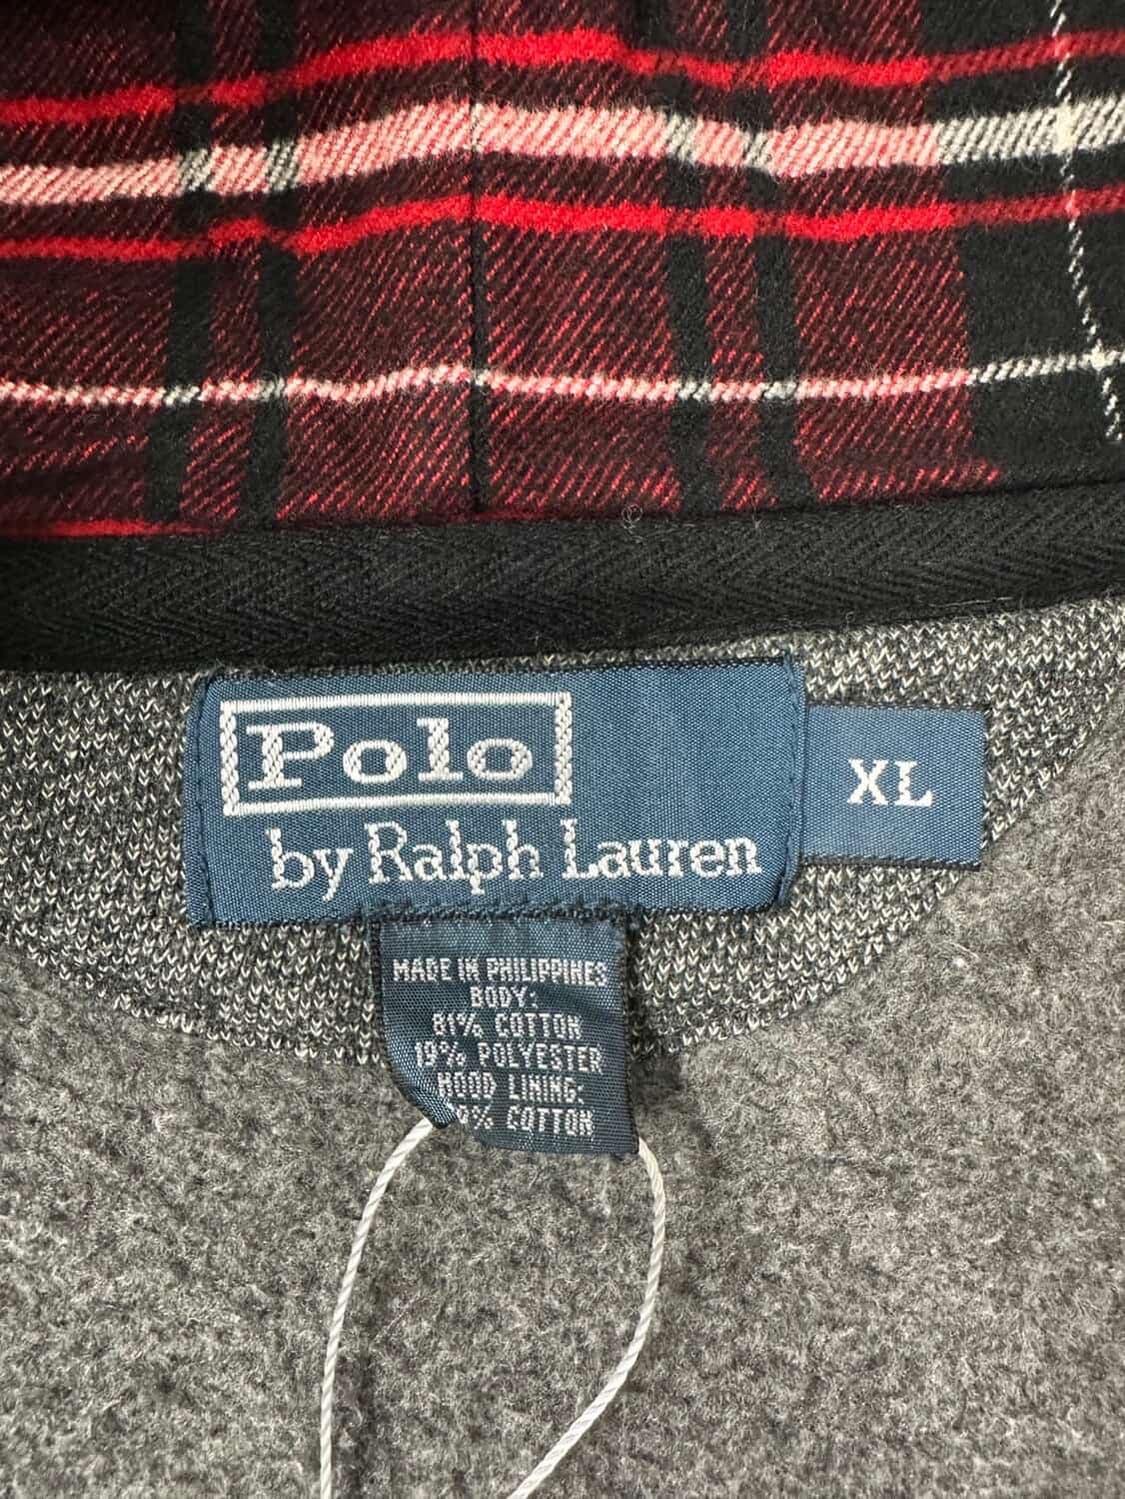 Polo
by Ralph Lauren
XL
MADE IN PHILIPPINES
BODY:
81% COTTON
19% POLYESTER
HOOD LINING:
COTTON